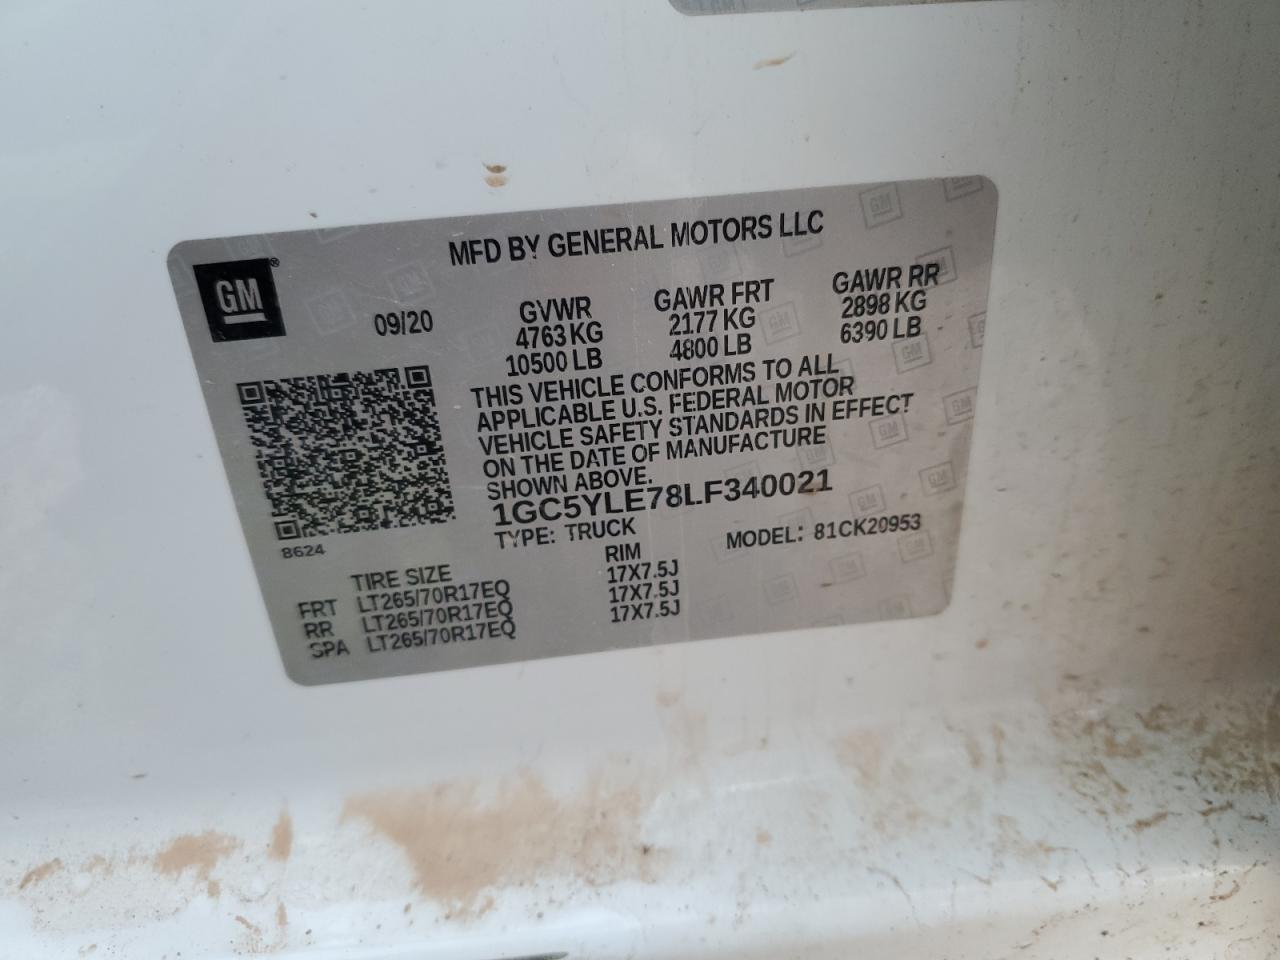 MFD BY GENERAL MOTORS LLC
GM®
09/20
GVWR GAWR FRT GAWR RR
4763 KG 2177 KG 2898 KG
10500 LB 4800 LB 6390 LB
THIS VEHICLE CONFORMS TO ALL
APPLICABLE U.S. FEDERAL MOTOR
VEHICLE SAFETY STANDARDS IN EFFECT
ON THE DATE OF MANUFACTURE
SHOWN ABOVE.
1GC5YLE78LF340021
TYPE: TRUCK MODEL: 81CK20953
8624
TIRE SIZE RIM
FRT LT265/70R17EQ 17X7.5J
RR LT265/70R17EQ 17X7.5J
SPA LT265/70R17EQ 17X7.5J